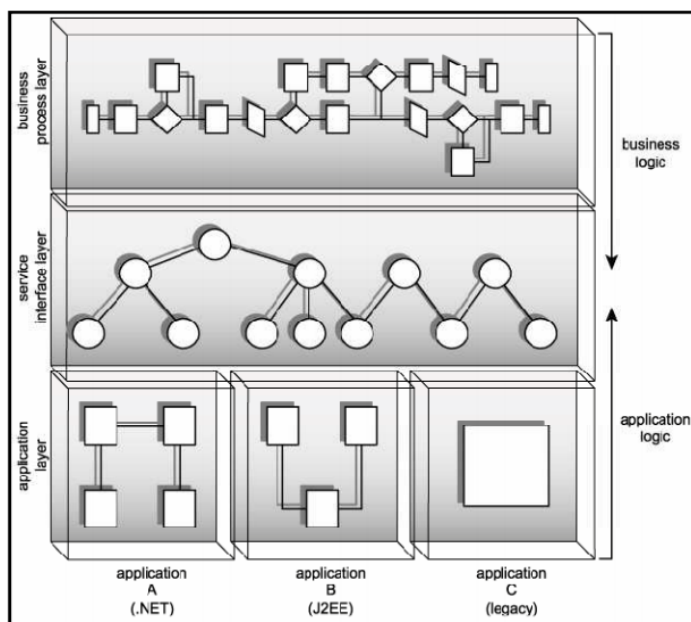 business
process layer
business
logic
service
interface layer
application
layer
application
logic
application
A
(.NET)
application
B
(J2EE)
application
C
(legacy)